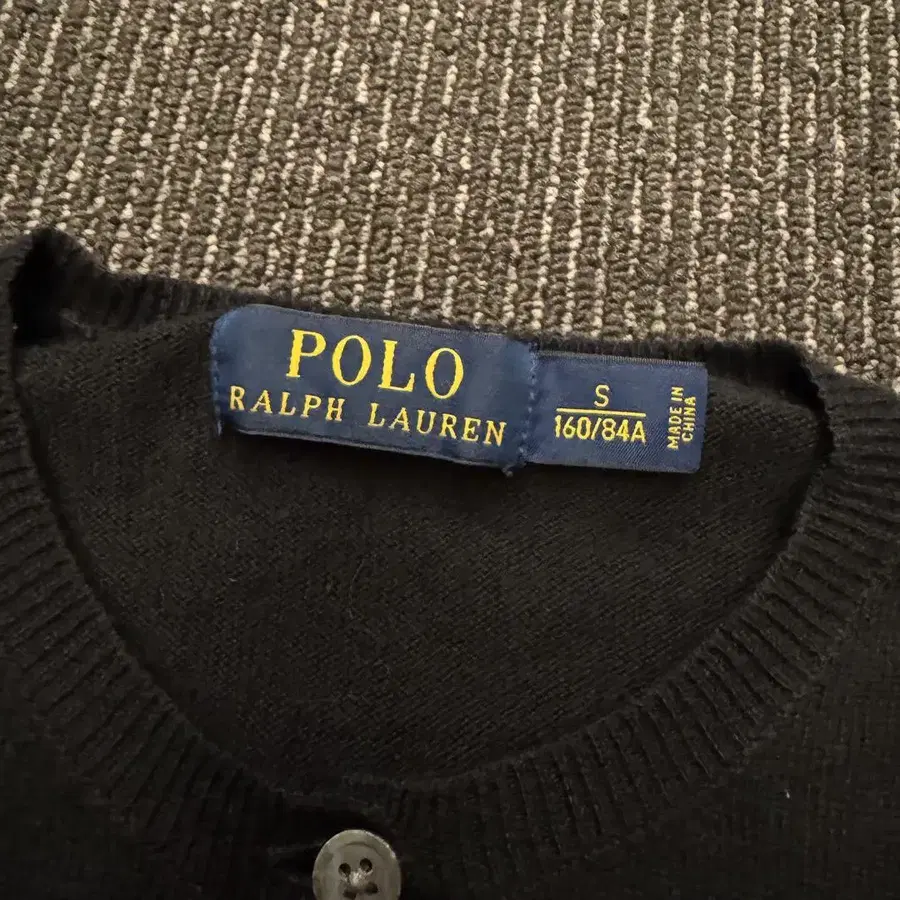 POLO
RALPH LAUREN
S
160/84A
MADE IN
CHINA